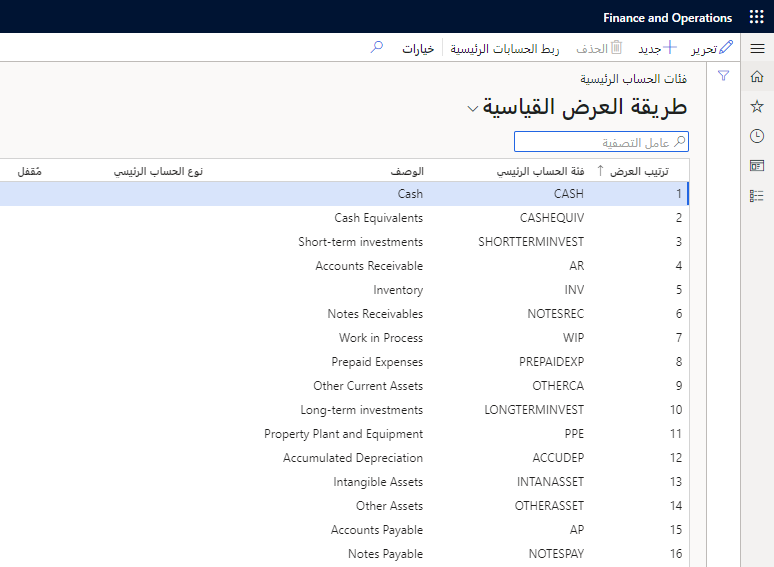 Finance and Operations
تحرير جديد الحذف ربط الحسابات الرئيسية خيارات
فئات الحساب الرئيسية
طريقة العرض القياسية
عامل التصفية
ترتيب العرض فئة الحساب الرئيسي الوصف نوع الحساب الرئيسي مُقفل
1 CASH Cash
2 CASHEQUIV Cash Equivalents
3 SHORTTERMINVEST Short-term investments
4 AR Accounts Receivable
5 INV Inventory
6 NOTESREC Notes Receivables
7 WIP Work in Process
8 PREPAIDEXP Prepaid Expenses
9 OTHERCA Other Current Assets
10 LONGTERMINVEST Long-term investments
11 PPE Property Plant and Equipment
12 ACCUDEP Accumulated Depreciation
13 INTANASSET Intangible Assets
14 OTHERASSET Other Assets
15 AP Accounts Payable
16 NOTESPAY Notes Payable